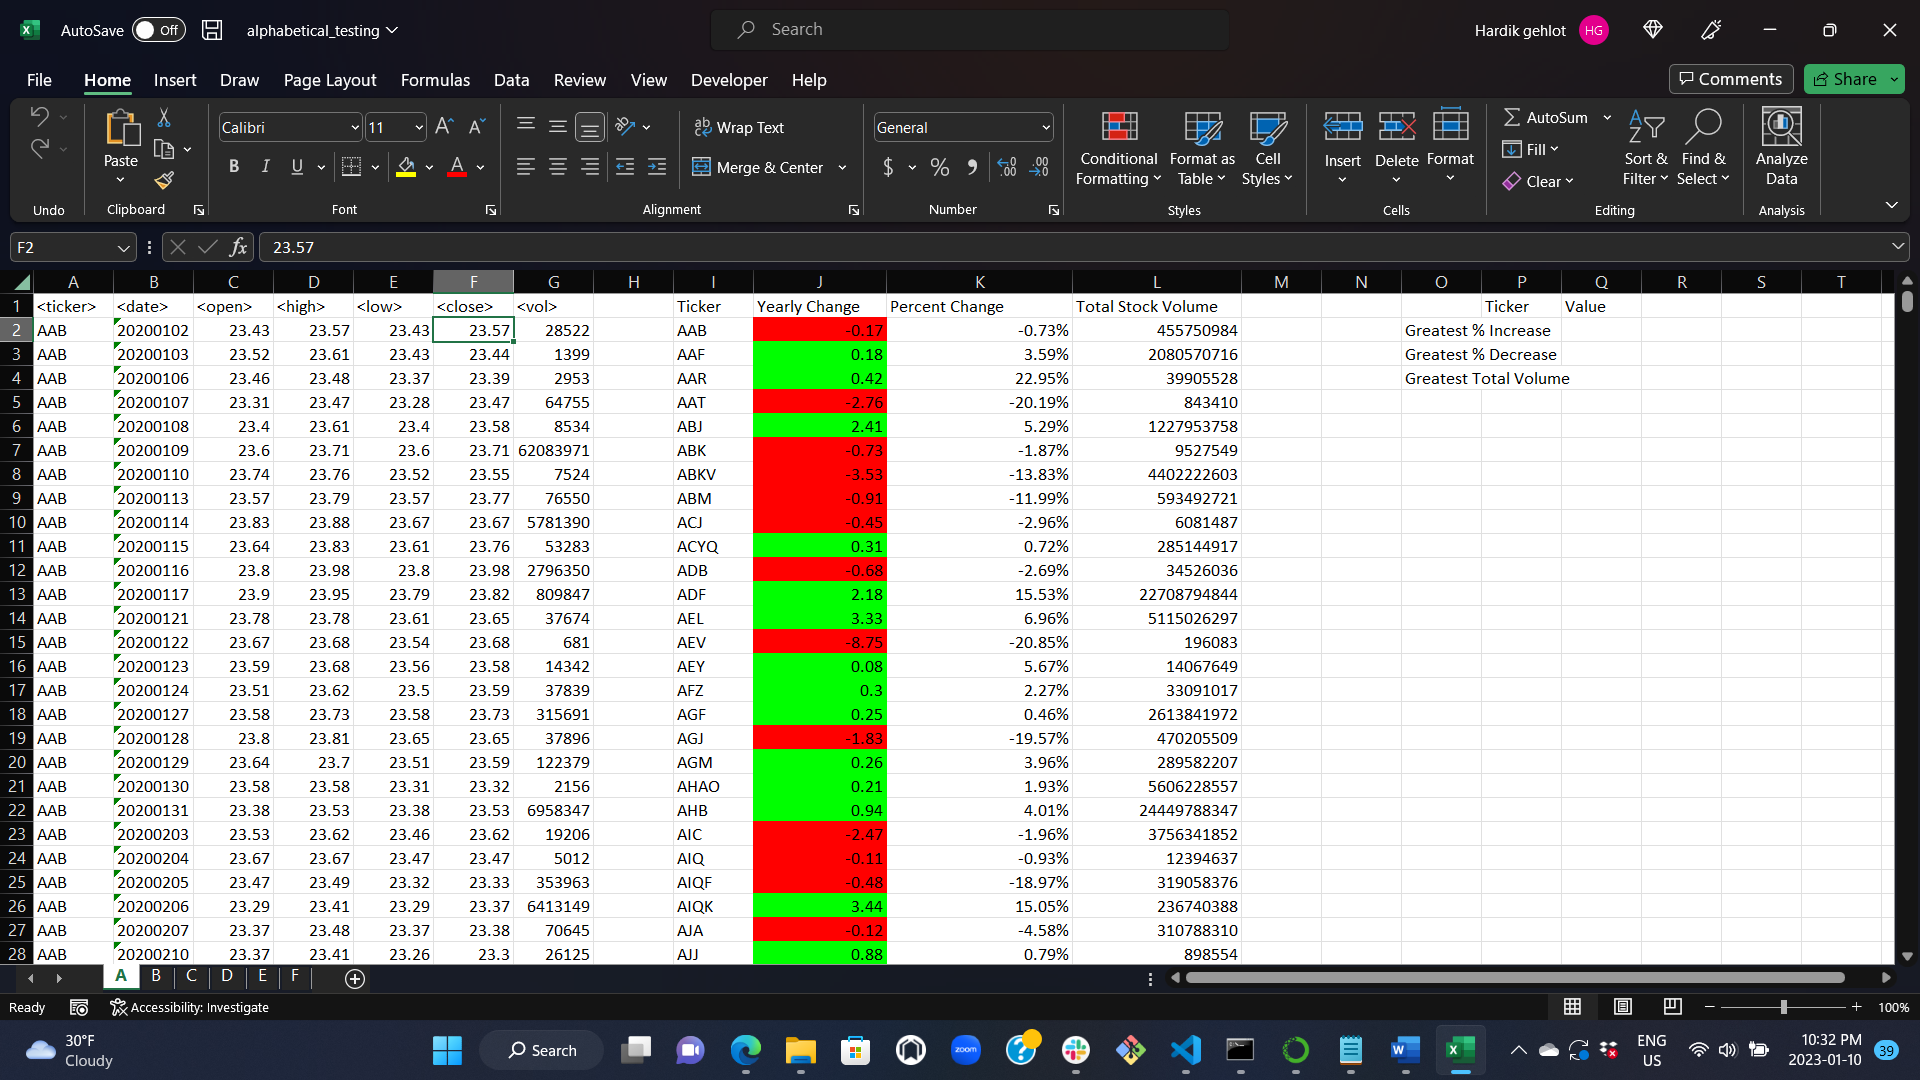 AutoSave Off alphabetical_testing Search Hardik gehlot HG
File Home Insert Draw Page Layout Formulas Data Review View Developer Help Comments Share
Paste Calibri 11 B I U A Wrap Text Merge & Center General $ % Conditional Formatting Format as Table Cell Styles Insert Delete Format AutoSum Fill Clear Sort & Filter Find & Select Analyze Data
Undo Clipboard Font Alignment Number Styles Cells Editing Analysis
F2 fx 23.57
A B C D E F G H I J K L M N O P Q R S T
1 <ticker> <date> <open> <high> <low> <close> <vol> Ticker Yearly Change Percent Change Total Stock Volume Ticker Value
2 AAB 20200102 23.43 23.57 23.43 23.57 28522 AAB -0.17 -0.73% 455750984 Greatest % Increase
3 AAB 20200103 23.52 23.61 23.43 23.44 1399 AAF 0.18 3.59% 2080570716 Greatest % Decrease
4 AAB 20200106 23.46 23.48 23.37 23.39 2953 AAR 0.42 22.95% 39905528 Greatest Total Volume
5 AAB 20200107 23.31 23.47 23.28 23.47 64755 AAT -2.76 -20.19% 843410
6 AAB 20200108 23.4 23.61 23.4 23.58 8534 ABJ 2.41 5.29% 1227953758
7 AAB 20200109 23.6 23.71 23.6 23.71 62083971 ABK -0.73 -1.87% 9527549
8 AAB 20200110 23.74 23.76 23.52 23.55 7524 ABKV -3.53 -13.83% 4402222603
9 AAB 20200113 23.57 23.79 23.57 23.77 76550 ABM -0.91 -11.99% 593492721
10 AAB 20200114 23.83 23.88 23.67 23.67 5781390 ACJ -0.45 -2.96% 6081487
11 AAB 20200115 23.64 23.83 23.61 23.76 53283 ACYQ 0.31 0.72% 285144917
12 AAB 20200116 23.8 23.98 23.8 23.98 2796350 ADB -0.68 -2.69% 34526036
13 AAB 20200117 23.9 23.95 23.79 23.82 809847 ADF 2.18 15.53% 22708794844
14 AAB 20200121 23.78 23.78 23.61 23.65 37674 AEL 3.33 6.96% 5115026297
15 AAB 20200122 23.67 23.68 23.54 23.68 681 AEV -8.75 -20.85% 196083
16 AAB 20200123 23.59 23.68 23.56 23.58 14342 AEY 0.08 5.67% 14067649
17 AAB 20200124 23.51 23.62 23.5 23.59 37839 AFZ 0.3 2.27% 33091017
18 AAB 20200127 23.58 23.73 23.58 23.73 315691 AGF 0.25 0.46% 2613841972
19 AAB 20200128 23.8 23.81 23.65 23.65 37896 AGJ -1.83 -19.57% 470205509
20 AAB 20200129 23.64 23.7 23.51 23.59 122379 AGM 0.26 3.96% 289582207
21 AAB 20200130 23.58 23.58 23.31 23.32 2156 AHAO 0.21 1.93% 5606228557
22 AAB 20200131 23.38 23.53 23.38 23.53 6958347 AHB 0.94 4.01% 24449788347
23 AAB 20200203 23.53 23.62 23.46 23.62 19206 AIC -2.47 -1.96% 3756341852
24 AAB 20200204 23.67 23.67 23.47 23.47 5012 AIQ -0.11 -0.93% 12394637
25 AAB 20200205 23.47 23.49 23.32 23.33 353963 AIQF -0.48 -18.97% 319058376
26 AAB 20200206 23.29 23.41 23.29 23.37 6413149 AIQK 3.44 15.05% 236740388
27 AAB 20200207 23.37 23.48 23.37 23.38 70645 AJA -0.12 -4.58% 310788310
28 AAB 20200210 23.37 23.41 23.26 23.3 26125 AJJ 0.88 0.79% 898554
A B C D E F
Ready Accessibility: Investigate 100%
30°F Cloudy Search zoom ENG US 10:32 PM 2023-01-10 39